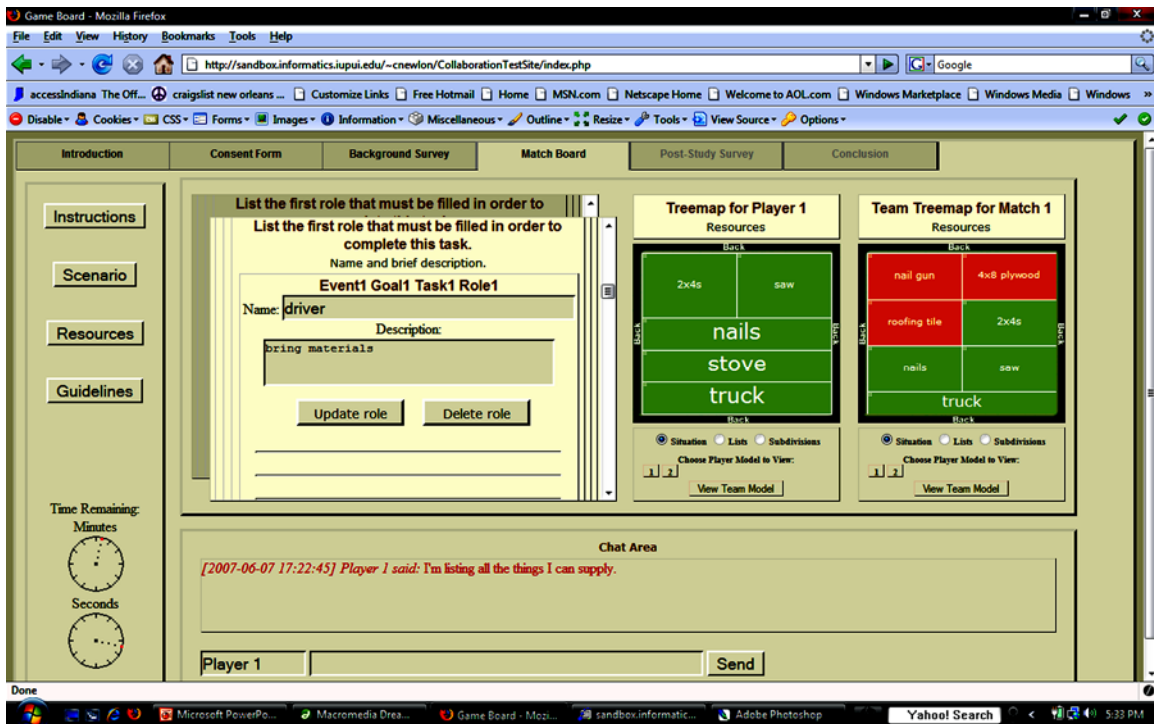 Game Board - Mozilla Firefox
File Edit View History Bookmarks Tools Help
http://sandbox.informatics.iupui.edu/~cnewlon/CollaborationTestSite/index.php
Google
accessIndiana The Off... craigslist new orleans ... Customize Links Free Hotmail Home MSN.com Netscape Home Welcome to AOL.com Windows Marketplace Windows Media Windows »
Disable Cookies CSS Forms Images Information Miscellaneous Outline Resize Tools View Source Options
Introduction Consent Form Background Survey Match Board Post-Study Survey Conclusion
Instructions
Scenario
Resources
Guidelines
Time Remaining:
Minutes
Seconds
List the first role that must be filled in order to
List the first role that must be filled in order to
complete this task.
Name and brief description.
Event1 Goal1 Task1 Role1
Name: driver
Description:
bring materials
Update role Delete role
Treemap for Player 1
Resources
Back
2x4s saw
nails
stove
truck
Back
Back
Back
Situation Lists Subdivisions
Choose Player Model to View:
1 2
View Team Model
Team Treemap for Match 1
Resources
Back
nail gun 4x8 plywood
roofing tile 2x4s
nails saw
truck
Back
Back
Back
Situation Lists Subdivisions
Choose Player Model to View:
1 2
View Team Model
Chat Area
[2007-06-07 17:22:45] Player 1 said: I'm listing all the things I can supply.
Player 1 Send
Done
Microsoft PowerPo... Macromedia Drea... Game Board - Mozi... sandbox.informatic... Adobe Photoshop Yahoo! Search 5:33 PM